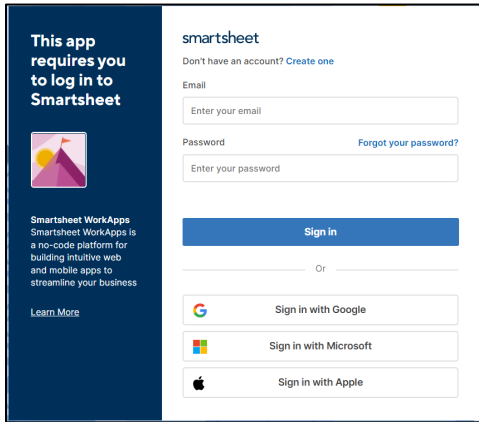 This app
requires you
to log in to
Smartsheet
Smartsheet WorkApps
Smartsheet WorkApps is
a no-code platform for
building intuitive web
and mobile apps to
streamline your business
Learn More
smartsheet
Don't have an account? Create one
Email
Enter your email
Password Forgot your password?
Enter your password
Sign in
Or
Sign in with Google
Sign in with Microsoft
Sign in with Apple